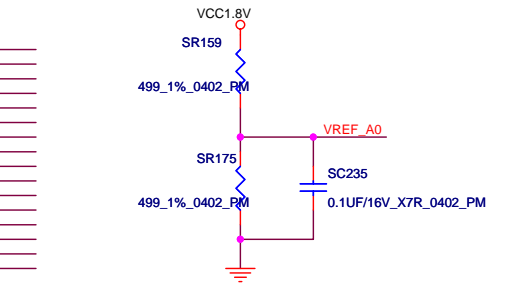 VCC1.8V
SR159
499_1%_0402_PM
VREF_A0
SR175
SC235
499_1%_0402_PM
0.1UF/16V_X7R_0402_PM